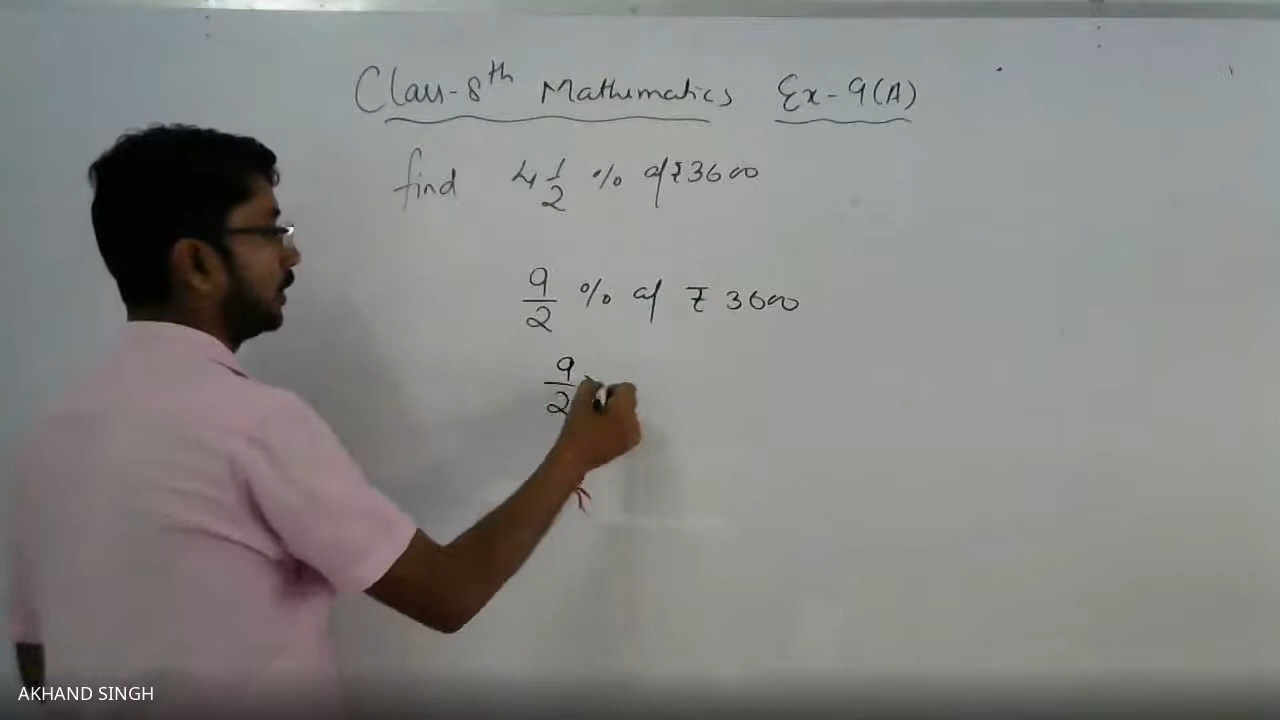 Class-8th Mathematics Ex-9(A)
find 4 1/2 % of ₹3600
9/2 % of ₹ 3600
9/2
AKHAND SINGH